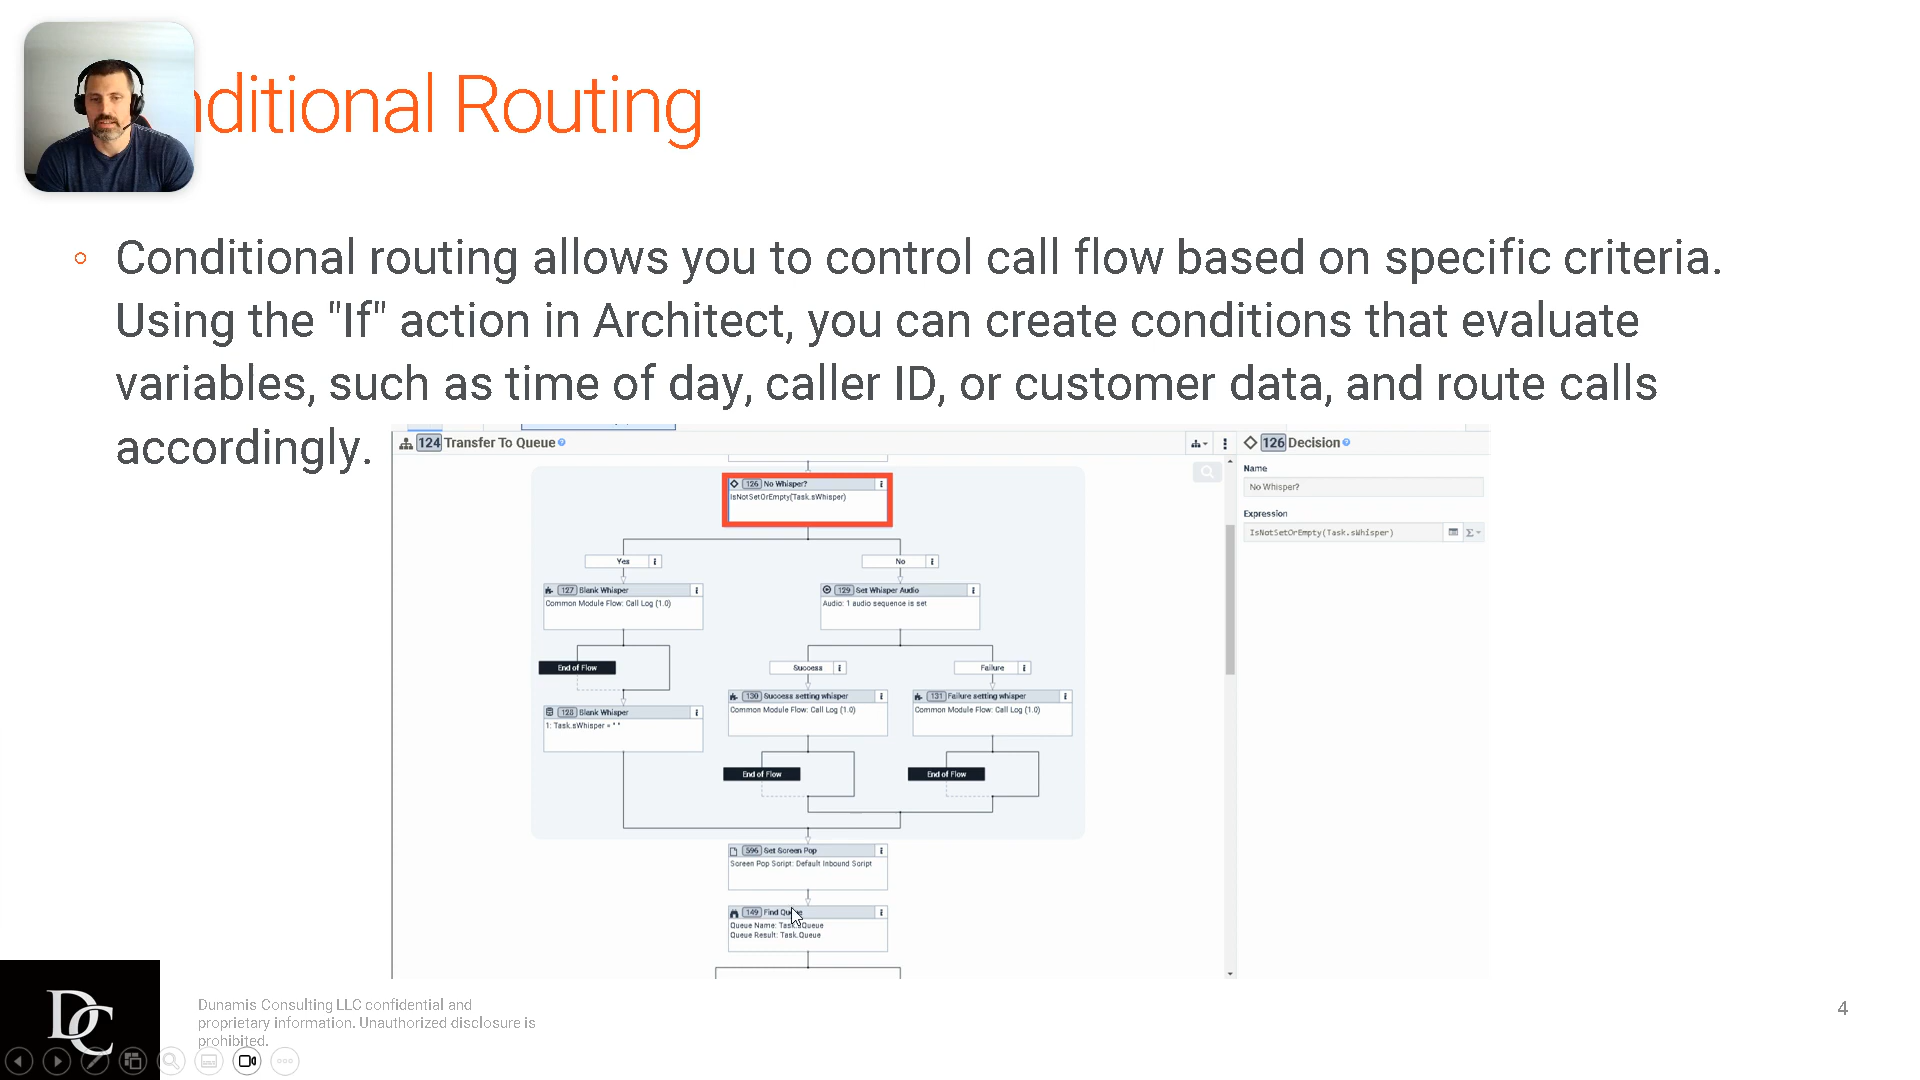 nditional Routing
Conditional routing allows you to control call flow based on specific criteria.
Using the "If" action in Architect, you can create conditions that evaluate
variables, such as time of day, caller ID, or customer data, and route calls
accordingly.
124 Transfer To Queue
126 No Whisper?
IsNotSetOrEmpty(Task.sWhisper)
Yes
No
127 Blank Whisper
Common Module Flow: Call Log (1.0)
129 Set Whisper Audio
Audio: 1 audio sequence is set
End of Flow
Success
Failure
128 Blank Whisper
1: Task.sWhisper = " "
130 Success setting whisper
Common Module Flow: Call Log (1.0)
131 Failure setting whisper
Common Module Flow: Call Log (1.0)
End of Flow
End of Flow
596 Set Screen Pop
Screen Pop Script: Default Inbound Script
149 Find Queue
Queue Name: Task.sQueue
Queue Result: Task.Queue
126 Decision
Name
No Whisper?
Expression
IsNotSetOrEmpty(Task.sWhisper)
DC
Dunamis Consulting LLC confidential and
proprietary information. Unauthorized disclosure is
prohibited.
4